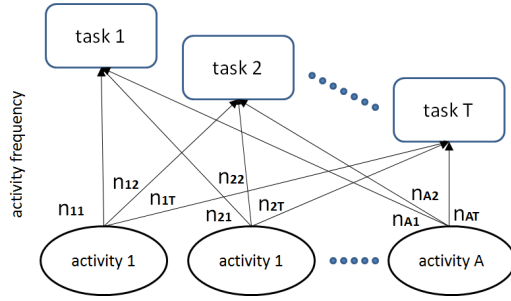 task 1
task 2
task T
activity frequency
n12
n1T
n22
n2T
nA2
n11
n21
nA1
nAT
activity 1
activity 1
activity A